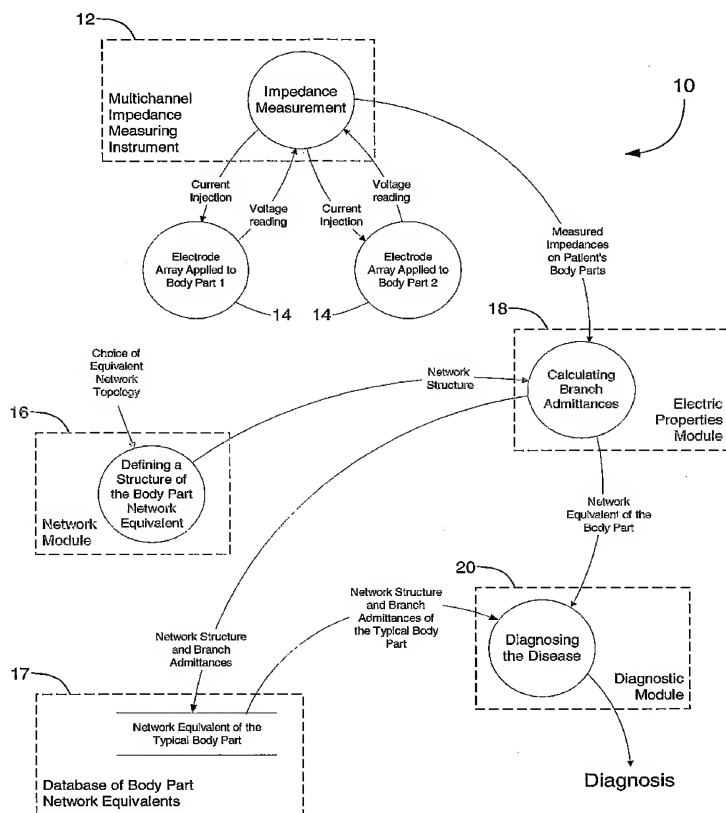 12
10
Multichannel
Impedance
Measuring
Instrument
Impedance
Measurement
Current
Injection
Voltage
reading
Current
Injection
Voltage
reading
Electrode
Array Applied to
Body Part 1
Electrode
Array Applied to
Body Part 2
14
14
Measured
Impedances
on Patient's
Body Parts
18
Choice of
Equivalent
Network
Topology
Network
Structure
Calculating
Branch
Admittances
Electric
Properties
Module
16
Defining a
Structure of
the Body Part
Network
Equivalent
Network
Module
Network
Equivalent of the
Body Part
20
Network Structure
and Branch
Admittances of
the Typical Body
Part
Diagnosing
the Disease
Diagnostic
Module
Network Structure
and Branch
Admittances
17
Network Equivalent of the
Typical Body Part
Database of Body Part
Network Equivalents
Diagnosis